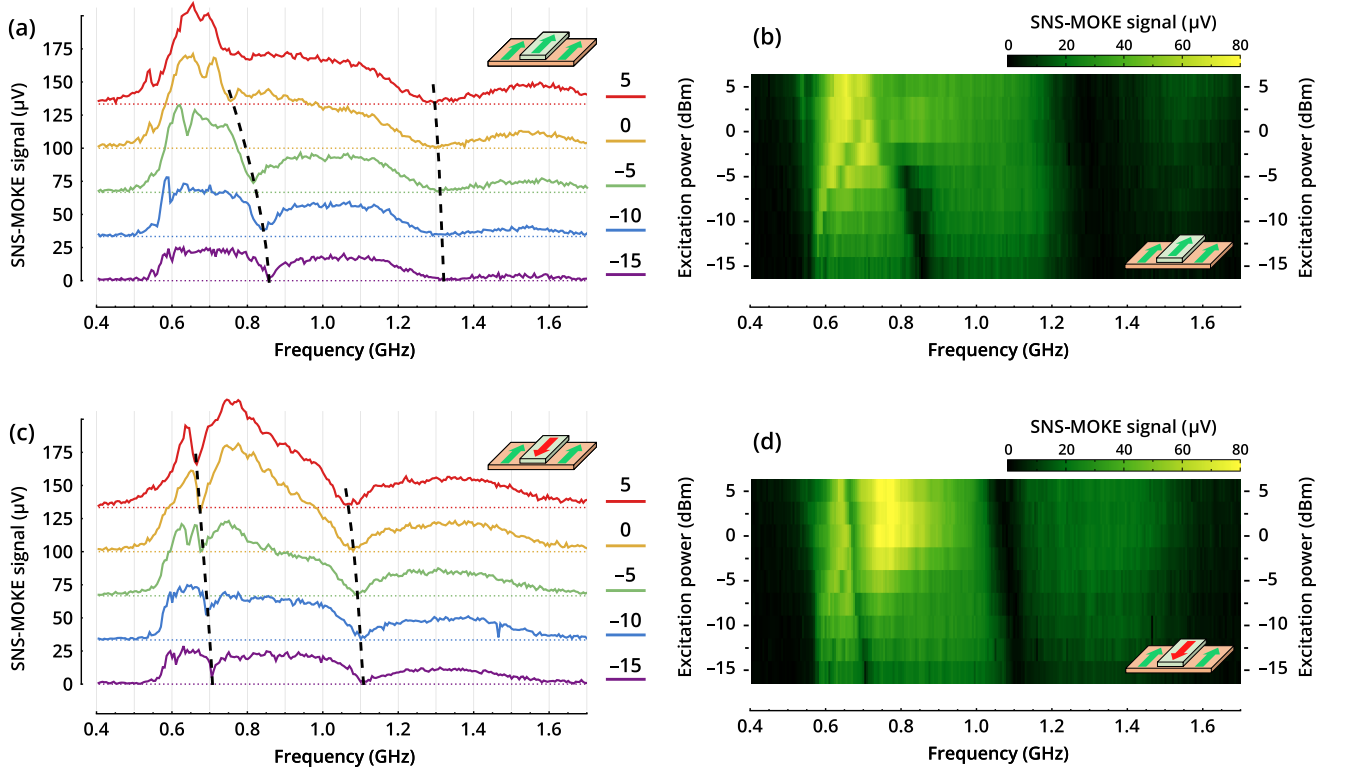 (a)
SNS-MOKE signal (μV)
175
150
125
100
75
50
25
0
5
0
−5
−10
−15
0.4 0.6 0.8 1.0 1.2 1.4 1.6
Frequency (GHz)
(b)
SNS-MOKE signal (μV)
0 20 40 60 80
Excitation power (dBm)
5
0
−5
−10
−15
5
0
−5
−10
−15
Excitation power (dBm)
0.4 0.6 0.8 1.0 1.2 1.4 1.6
Frequency (GHz)
(c)
SNS-MOKE signal (μV)
175
150
125
100
75
50
25
0
5
0
−5
−10
−15
0.4 0.6 0.8 1.0 1.2 1.4 1.6
Frequency (GHz)
(d)
SNS-MOKE signal (μV)
0 20 40 60 80
Excitation power (dBm)
5
0
−5
−10
−15
5
0
−5
−10
−15
Excitation power (dBm)
0.4 0.6 0.8 1.0 1.2 1.4 1.6
Frequency (GHz)